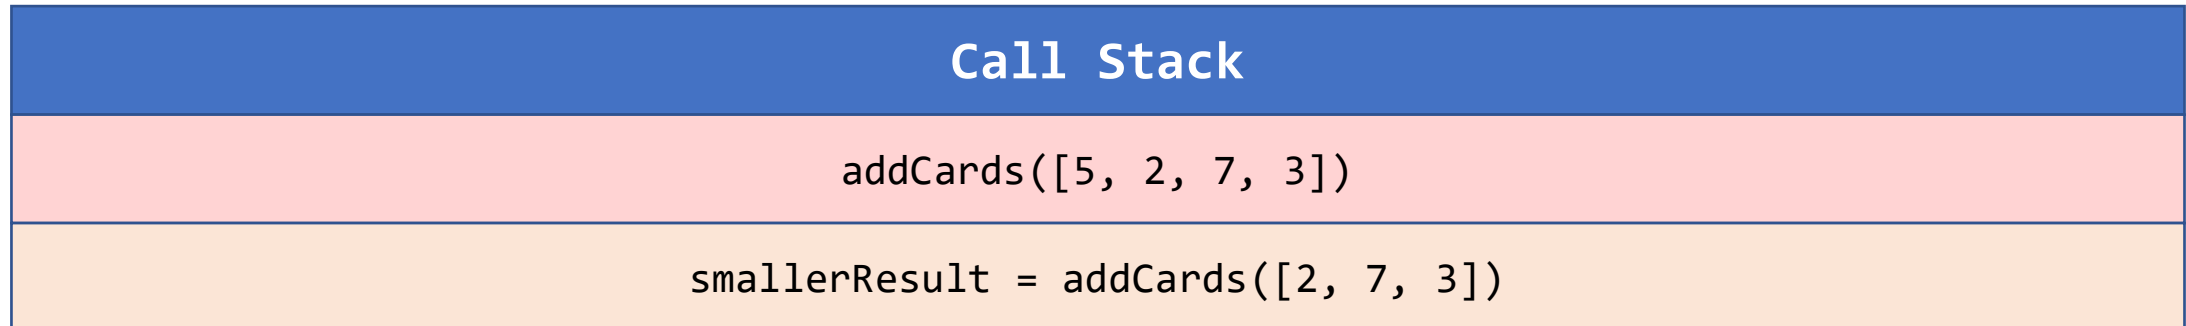 Call Stack
addCards([5, 2, 7, 3])
smallerResult = addCards([2, 7, 3])